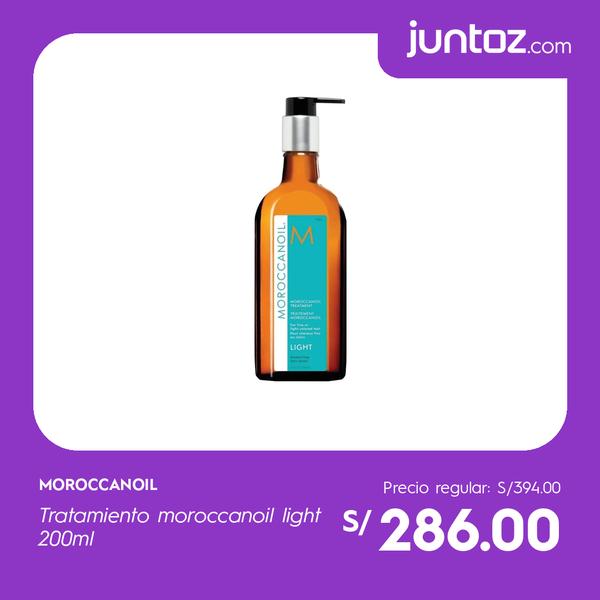 juntoz.com
MOROCCANOIL.
M
MOROCCANOIL
TREATMENT
TRAITEMENT
MOROCCANOIL
LIGHT
MOROCCANOIL
Precio regular: S/394.00
Tratamiento moroccanoil light
200ml
S/ 286.00